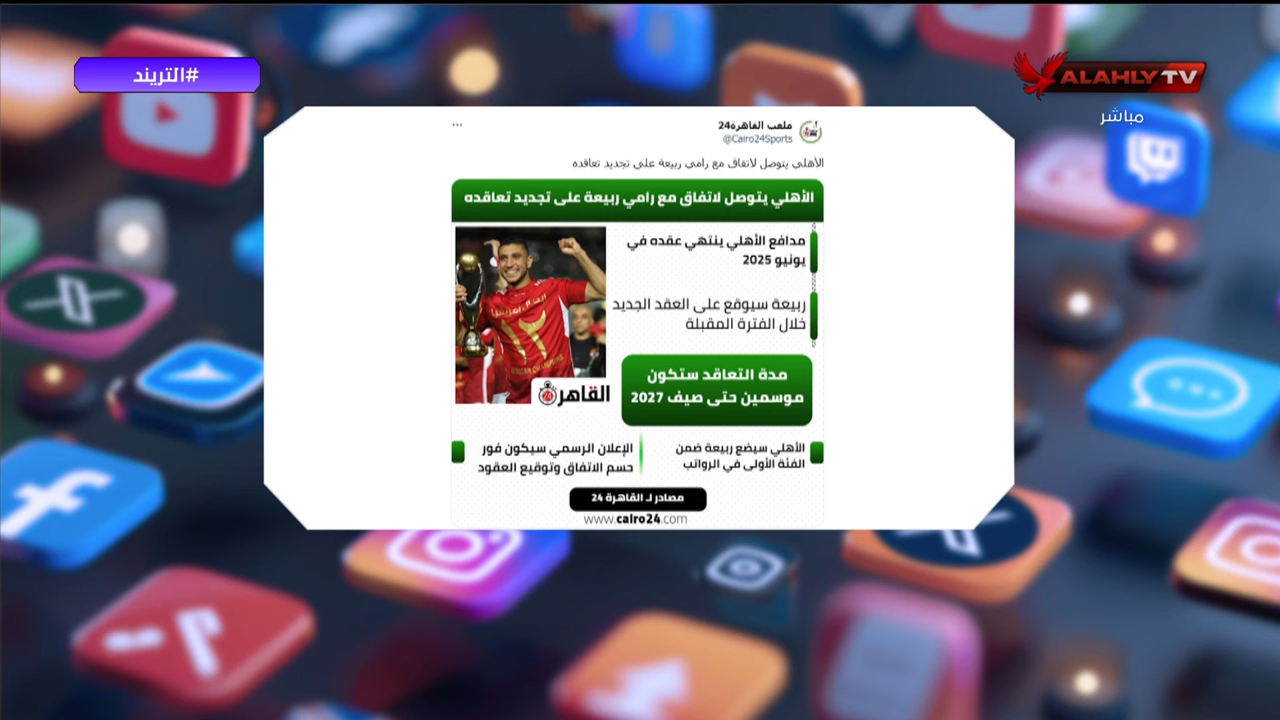 #التريند
ALAHLY TV
مباشر
ملعب القاهرة24
@Cairo24Sports
الأهلي يتوصل لاتفاق مع رامي ربيعة على تجديد تعاقده
الأهلي يتوصل لاتفاق مع رامي ربيعة على تجديد تعاقده
مدافع الأهلي ينتهي عقده في
يونيو 2025
ربيعة سيوقع على العقد الجديد
خلال الفترة المقبلة
مدة التعاقد ستكون
موسمين حتى صيف 2027
القاهرة 24
الأهلي سيضع ربيعة ضمن
الفئة الأولى في الرواتب
الإعلان الرسمي سيكون فور
حسم الاتفاق وتوقيع العقود
مصادر لـ القاهرة 24
www.cairo24.com